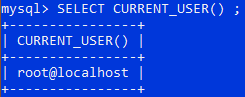 mysql> SELECT CURRENT_USER() ;
+----------------+
| CURRENT_USER() |
+----------------+
| root@localhost |
+----------------+